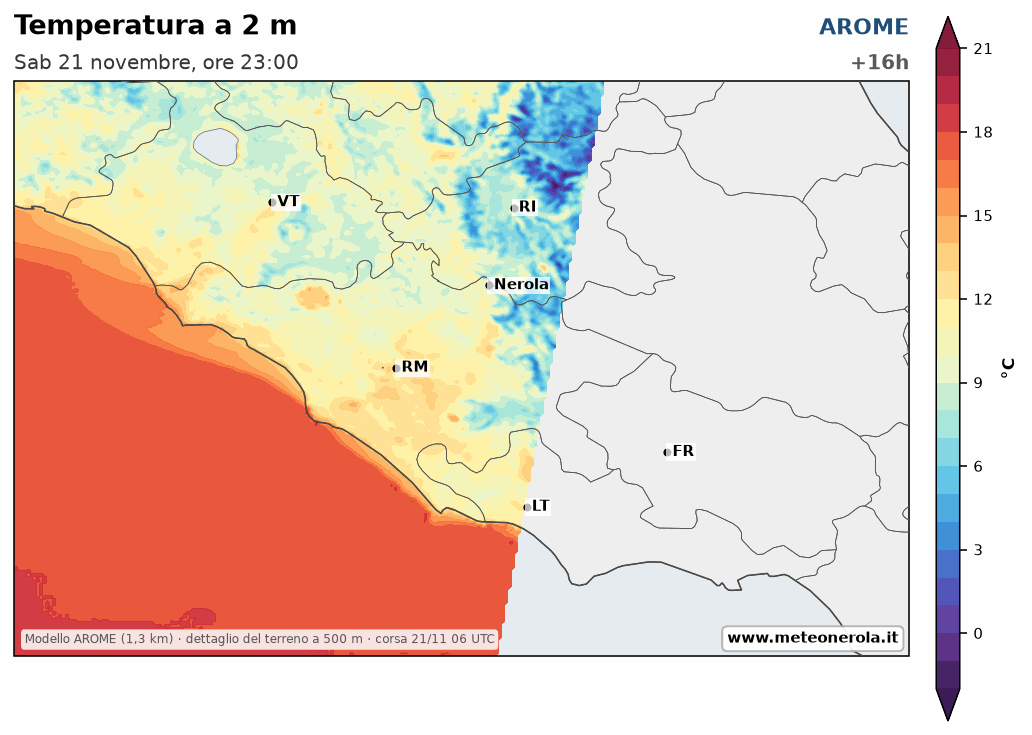 Temperatura a 2 m
AROME
Sab 21 novembre, ore 23:00
+16h
VT
RI
Nerola
RM
FR
LT
Modello AROME (1,3 km) · dettaglio del terreno a 500 m · corsa 21/11 06 UTC
www.meteonerola.it
21
18
15
12
9
6
3
0
°C